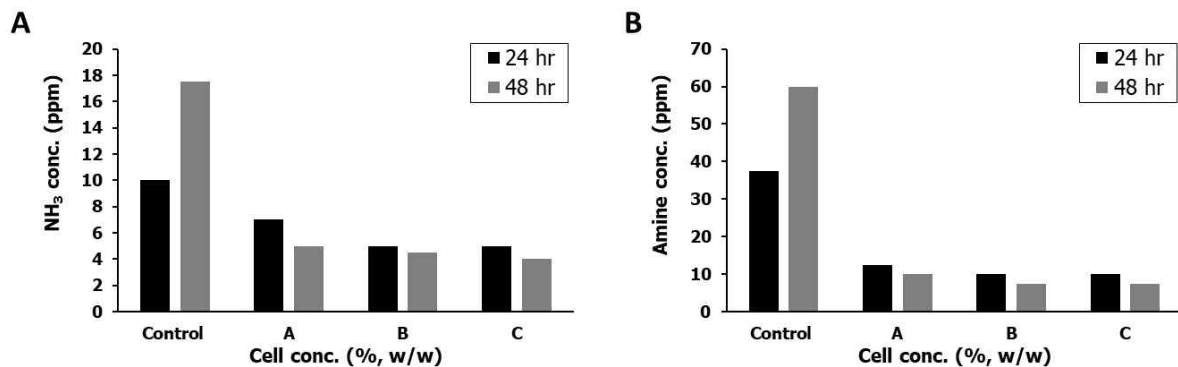 A
NH₃ conc. (ppm)
20
18
16
14
12
10
8
6
4
2
0
24 hr
48 hr
Control A B C
Cell conc. (%, w/w)
B
Amine conc. (ppm)
70
60
50
40
30
20
10
0
24 hr
48 hr
Control A B C
Cell conc. (%, w/w)